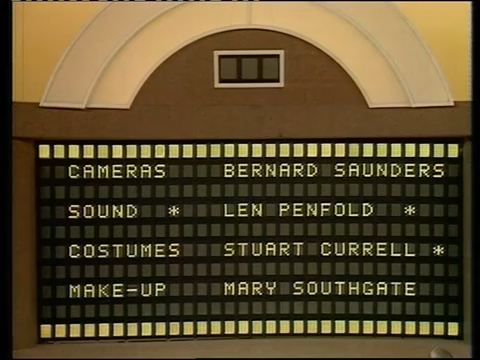 CAMERAS BERNARD SAUNDERS
SOUND * LEN PENFOLD *
COSTUMES STUART CURRELL *
MAKE-UP MARY SOUTHGATE